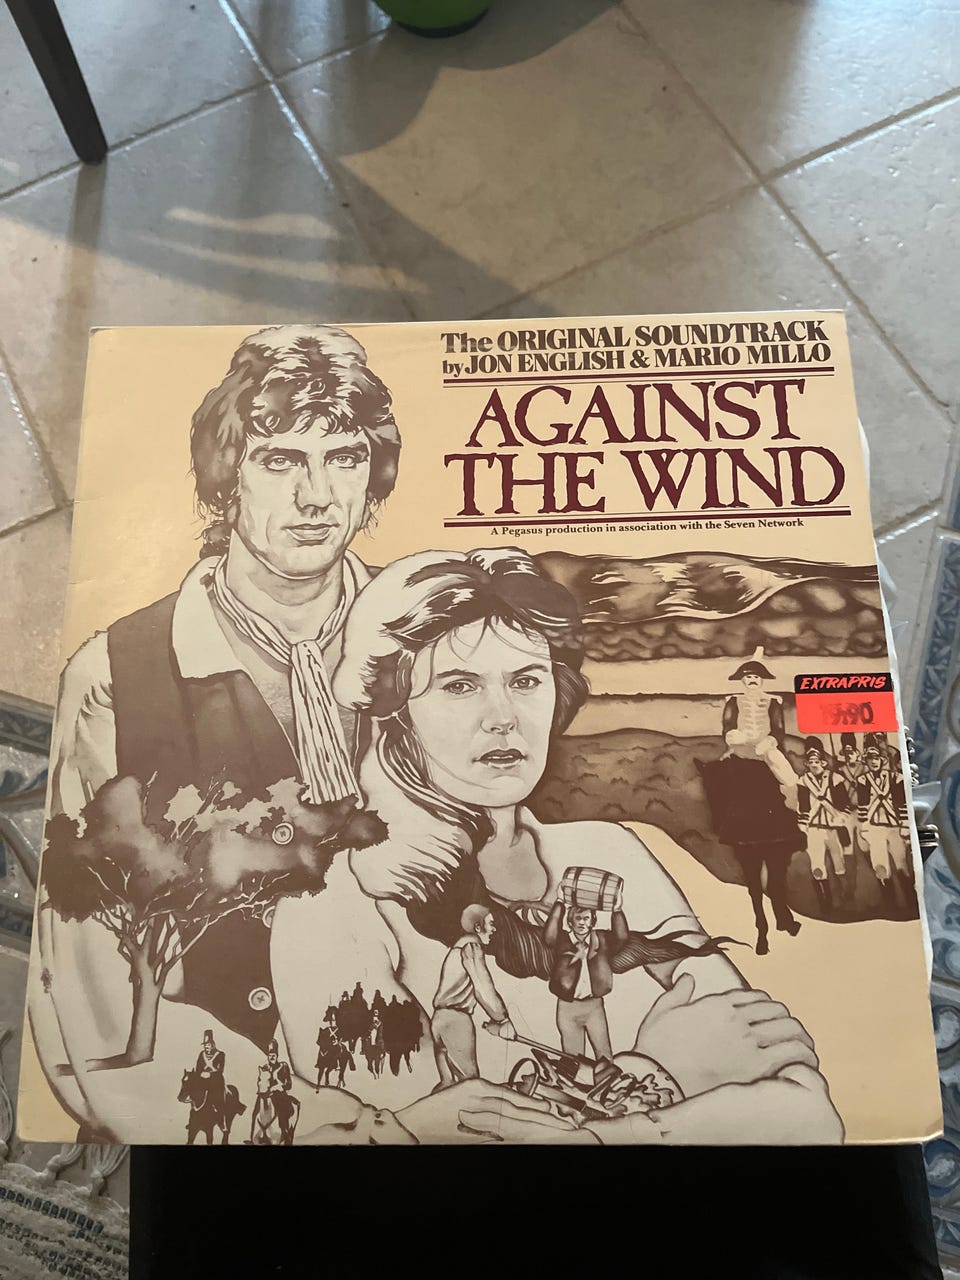 The ORIGINAL SOUNDTRACK
by JON ENGLISH & MARIO MILLO
AGAINST
THE WIND
A Pegasus production in association with the Seven Network
EXTRAPRIS